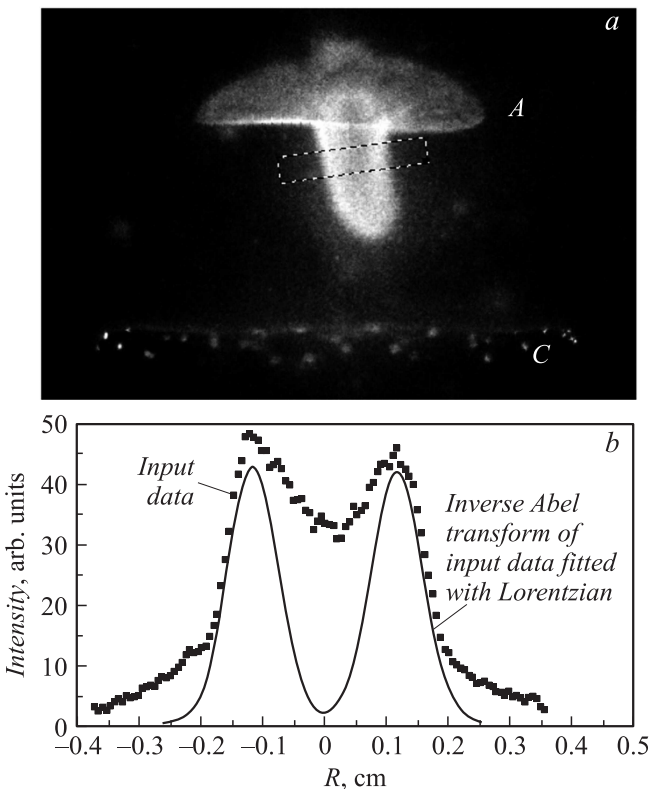 a
A
C
50
40
30
20
10
0
Intensity, arb. units
b
Input
data
Inverse Abel
transform of
input data fitted
with Lorentzian
–0.4
–0.3
–0.2
–0.1
0
0.1
0.2
0.3
0.4
0.5
R, cm